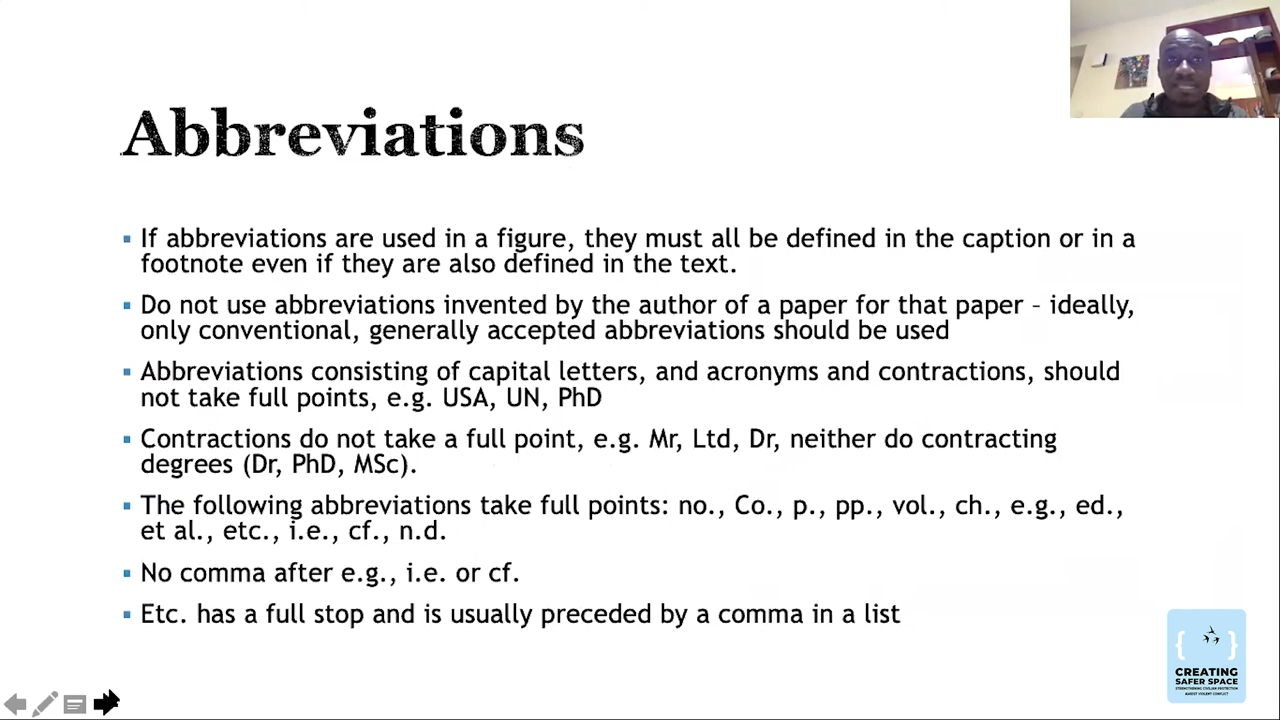 Abbreviations
If abbreviations are used in a figure, they must all be defined in the caption or in a
footnote even if they are also defined in the text.
Do not use abbreviations invented by the author of a paper for that paper – ideally,
only conventional, generally accepted abbreviations should be used
Abbreviations consisting of capital letters, and acronyms and contractions, should
not take full points, e.g. USA, UN, PhD
Contractions do not take a full point, e.g. Mr, Ltd, Dr, neither do contracting
degrees (Dr, PhD, MSc).
The following abbreviations take full points: no., Co., p., pp., vol., ch., e.g., ed.,
et al., etc., i.e., cf., n.d.
No comma after e.g., i.e. or cf.
Etc. has a full stop and is usually preceded by a comma in a list
CREATING
SAFER SPACE
STRENGTHENING CIVILIAN PROTECTION
AMIDST VIOLENT CONFLICT